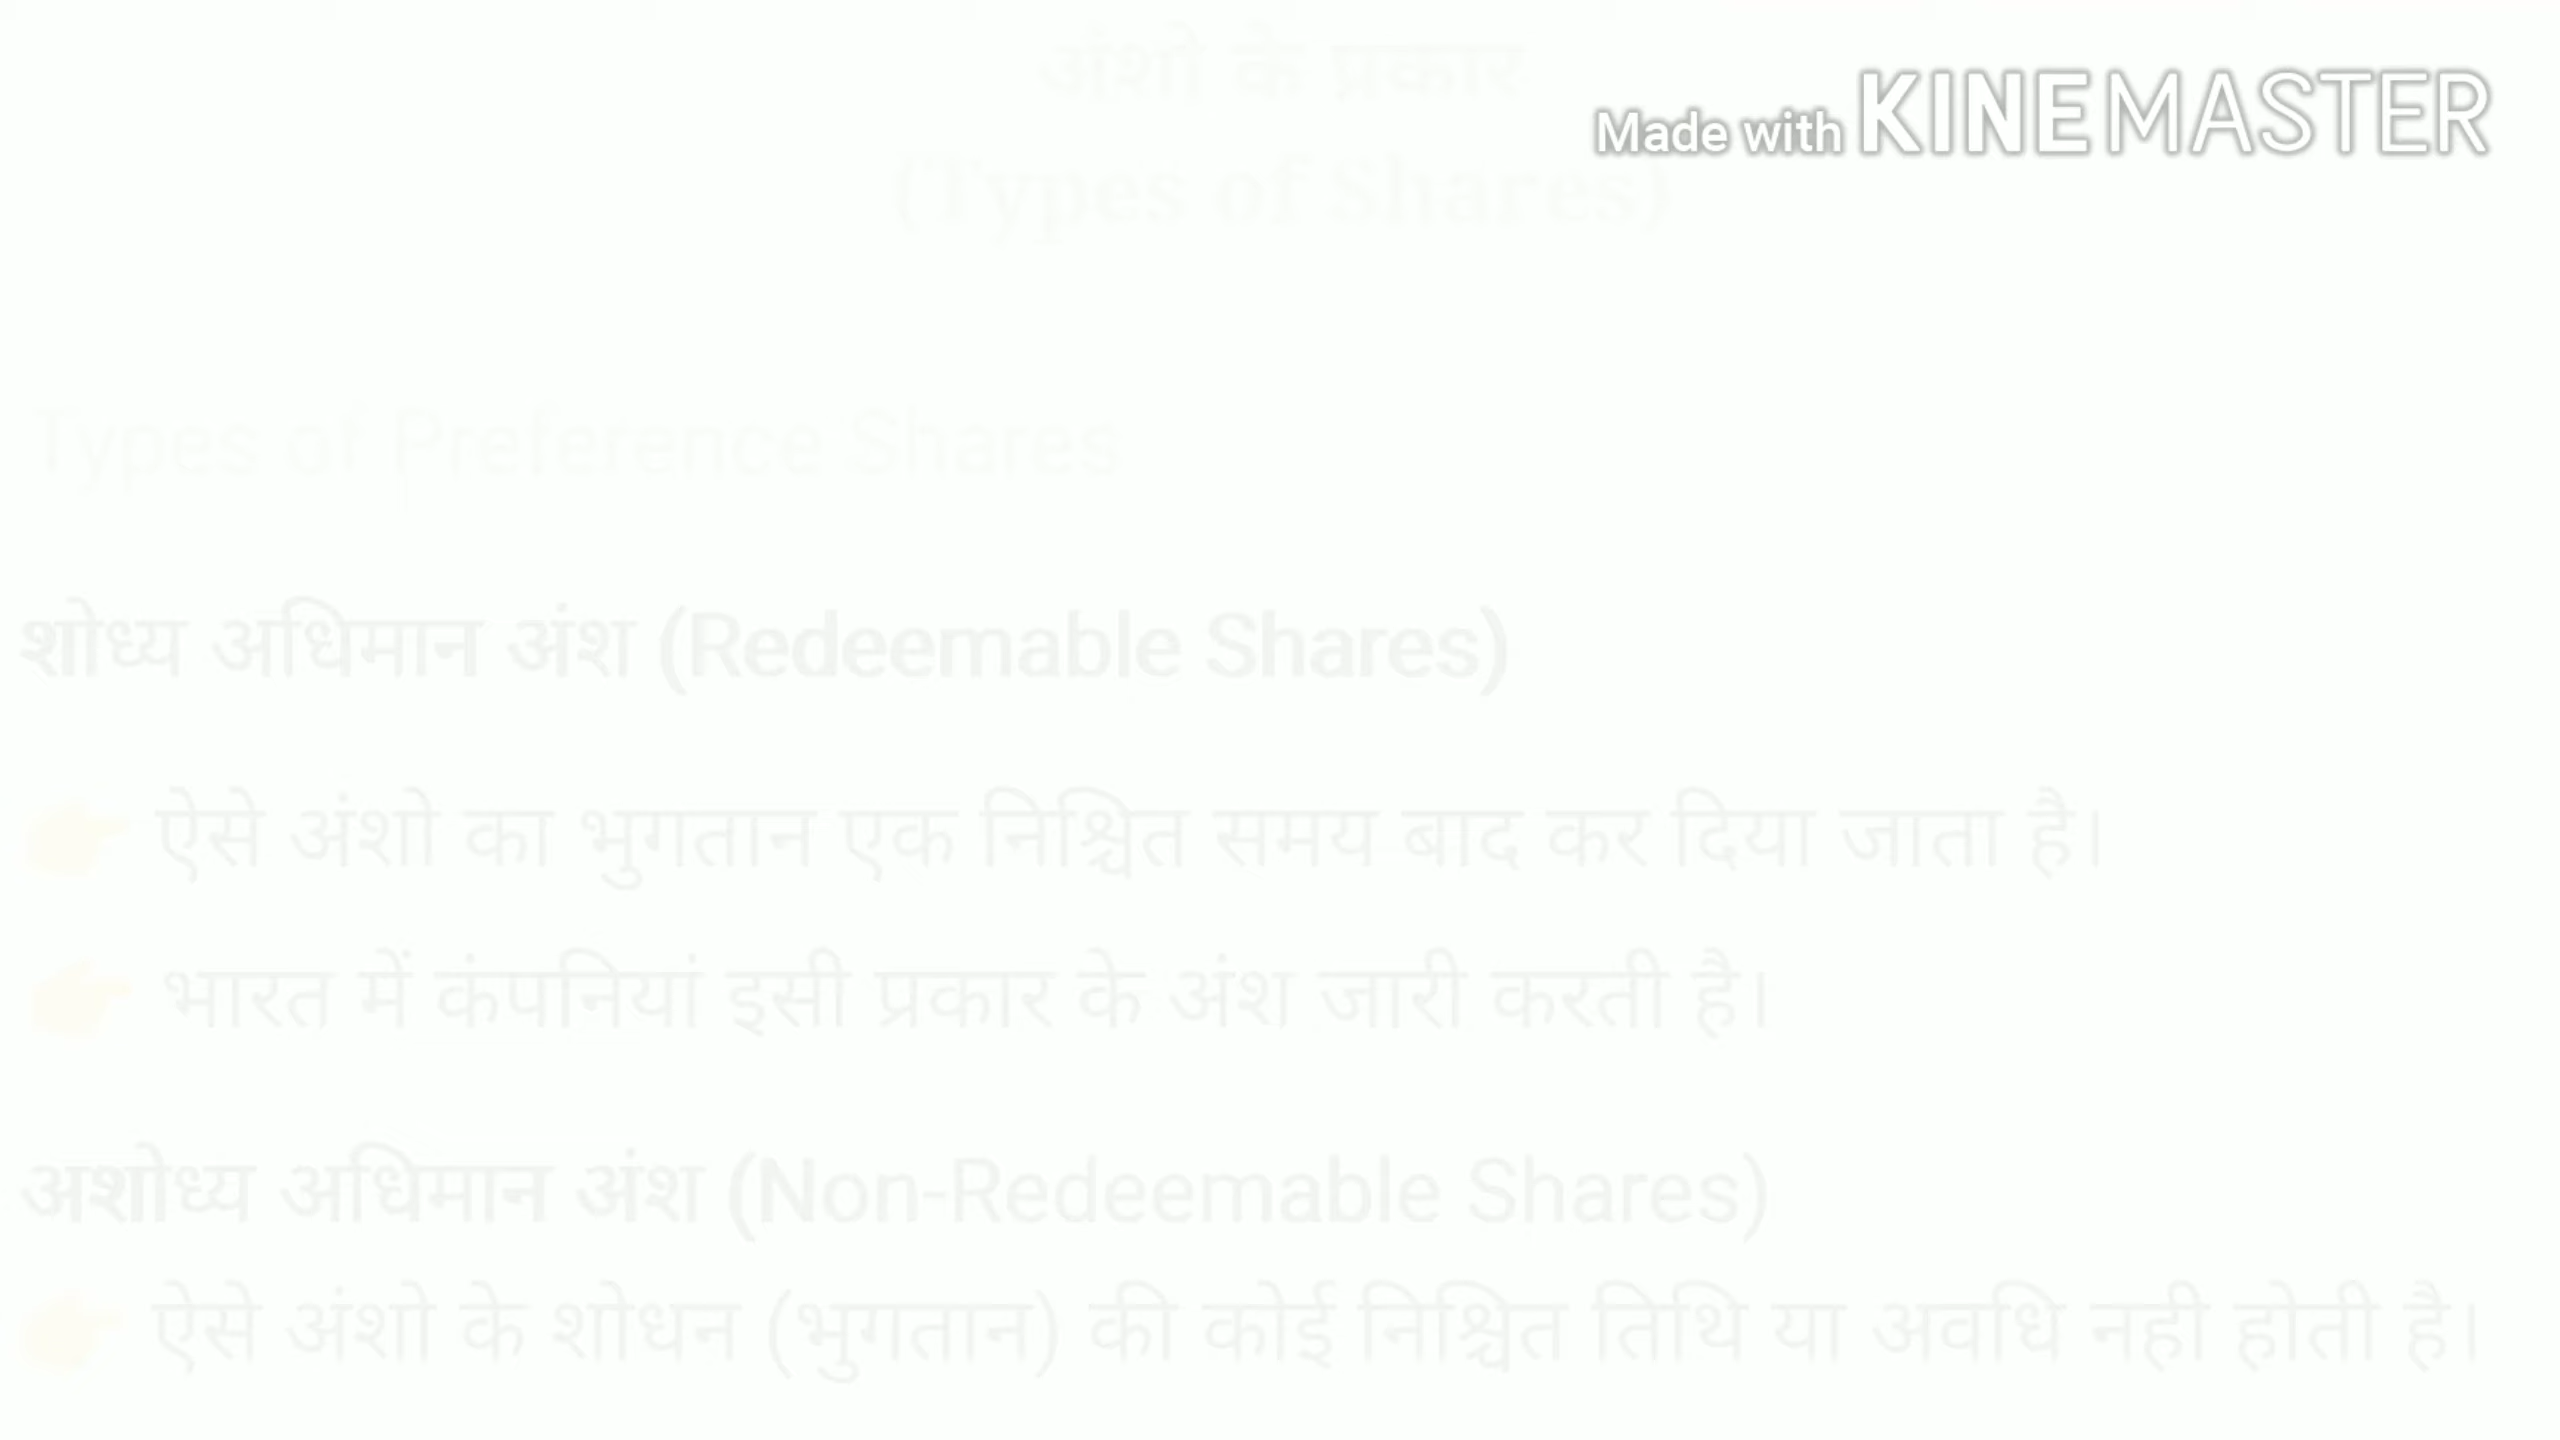 अंशो के प्रकार
Made with KINEMASTER
(Types of Shares)
Types of Preference Shares
शोध्य अधिमान अंश (Redeemable Shares)
👉 ऐसे अंशो का भुगतान एक निश्चित समय बाद कर दिया जाता है।
👉 भारत में कंपनियां इसी प्रकार के अंश जारी करती है।
अशोध्य अधिमान अंश (Non-Redeemable Shares)
👉 ऐसे अंशो के शोधन (भुगतान) की कोई निश्चित तिथि या अवधि नही होती है।